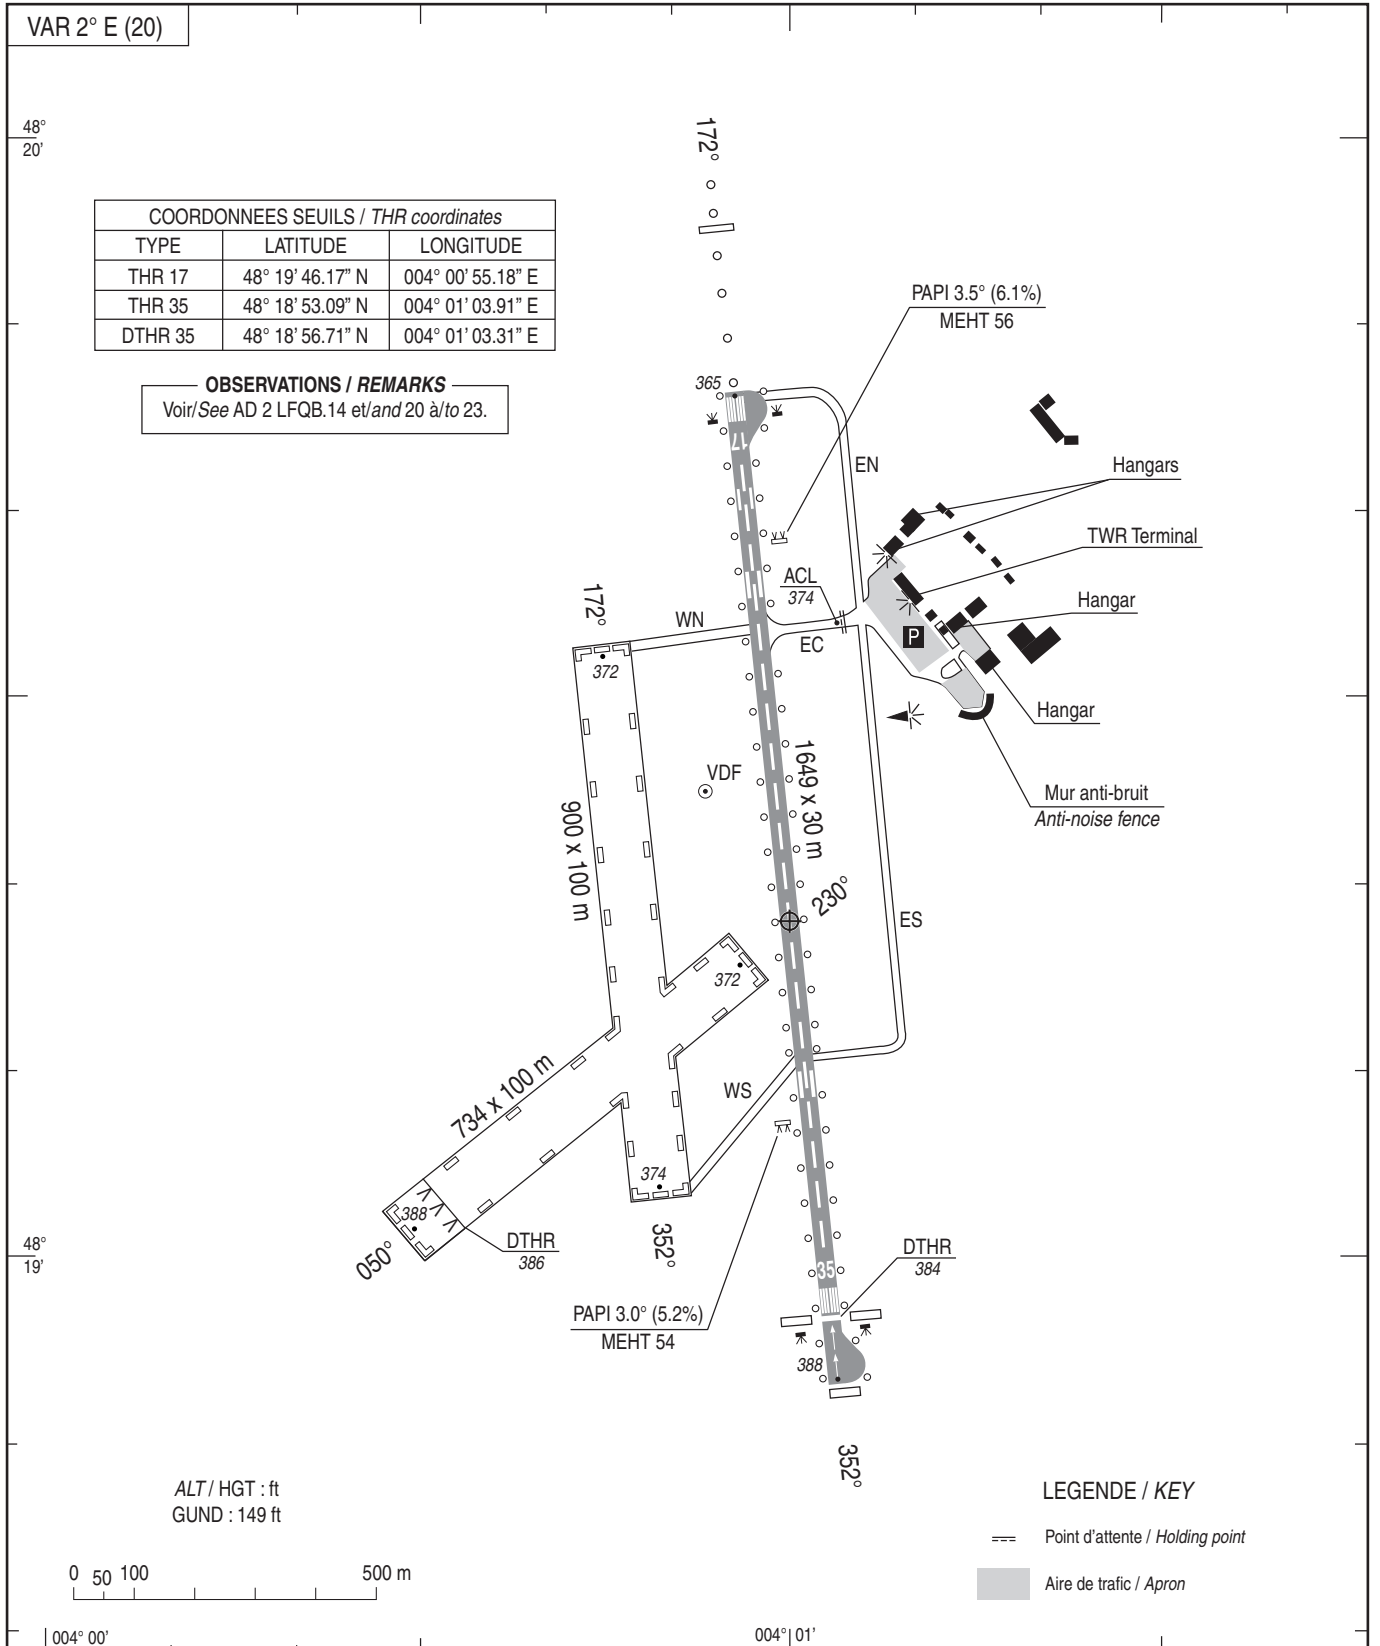 VAR 2° E (20)
48°
20'
172°
COORDONNEES SEUILS / THR coordinates
TYPE LATITUDE LONGITUDE
THR 17 48° 19' 46.17” N 004° 00' 55.18” E
THR 35 48° 18' 53.09” N 004° 01' 03.91” E
DTHR 35 48° 18' 56.71” N 004° 01' 03.31” E
OBSERVATIONS / REMARKS
Voir/See AD 2 LFQB.14 et/and 20 à/to 23.
PAPI 3.5° (6.1%)
MEHT 56
365
17
EN
Hangars
TWR Terminal
ACL
374
172°
WN
EC
Hangar
P
372
Hangar
VDF
1649 x 30 m
Mur anti-bruit
Anti-noise fence
900 x 100 m
230°
ES
372
734 x 100 m
WS
374
388
050°
352°
DTHR
386
48°
19'
DTHR
384
35
PAPI 3.0° (5.2%)
MEHT 54
388
352°
ALT / HGT : ft
GUND : 149 ft
LEGENDE / KEY
Point d'attente / Holding point
Aire de trafic / Apron
0 50 100 500 m
004° 00' 004° 01'